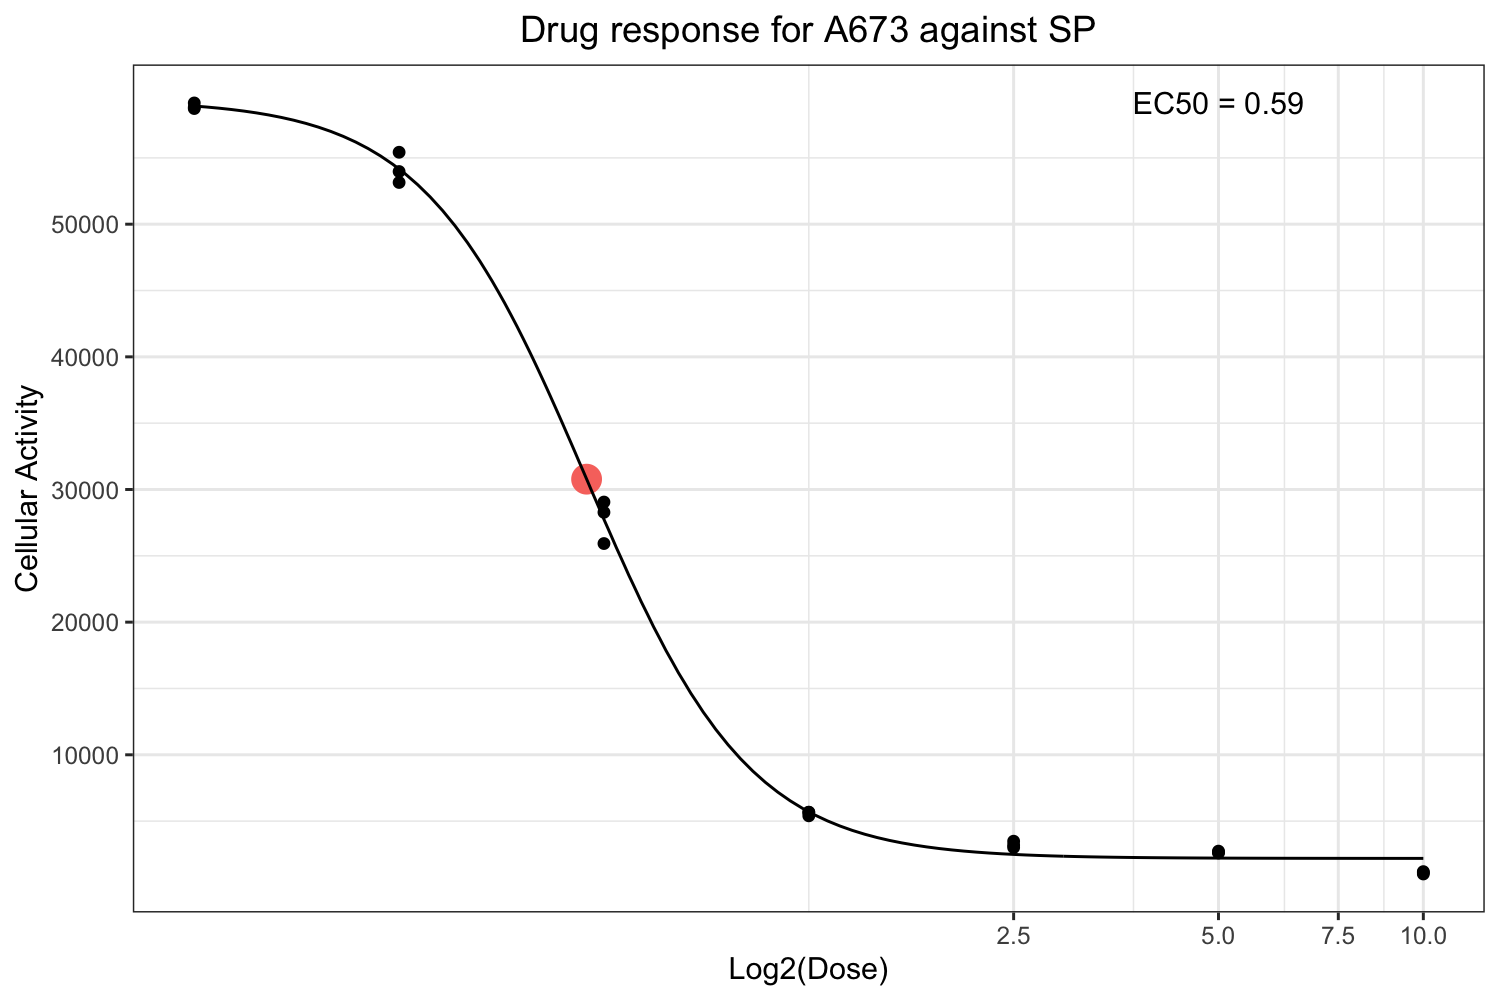 Drug response for A673 against SP
EC50 = 0.59
Cellular Activity
50000
40000
30000
20000
10000
2.5 5.0 7.5 10.0
Log2(Dose)